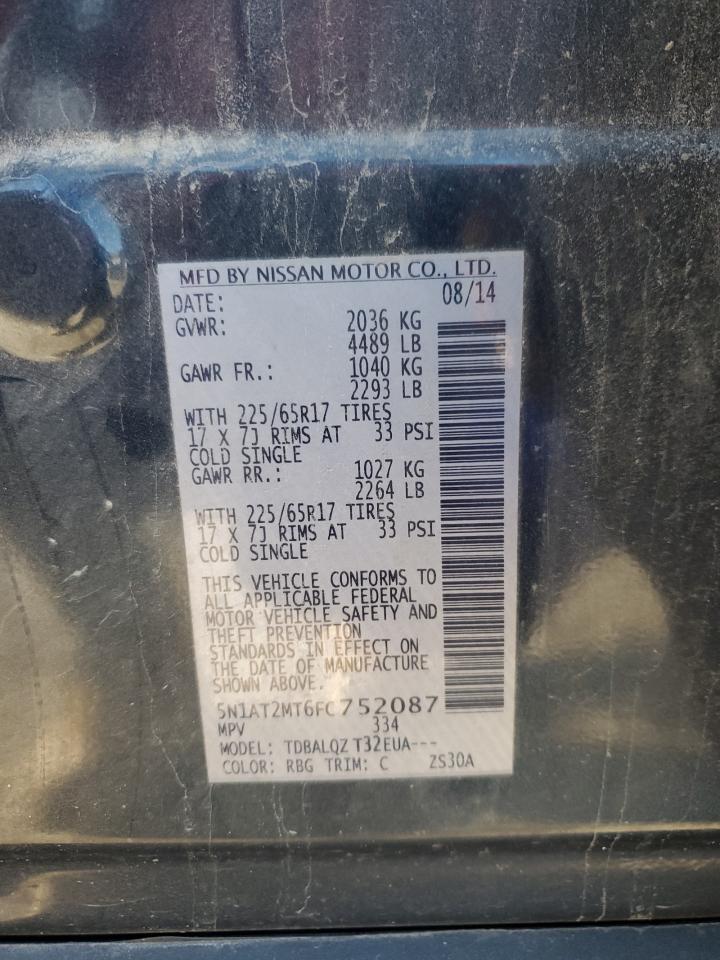 MFD BY NISSAN MOTOR CO., LTD.
DATE: 08/14
GVWR: 2036 KG
4489 LB
GAWR FR.: 1040 KG
2293 LB
WITH 225/65R17 TIRES
17 X 7J RIMS AT 33 PSI
COLD SINGLE
GAWR RR.: 1027 KG
2264 LB
WITH 225/65R17 TIRES
17 X 7J RIMS AT 33 PSI
COLD SINGLE
THIS VEHICLE CONFORMS TO
ALL APPLICABLE FEDERAL
MOTOR VEHICLE SAFETY AND
THEFT PREVENTION
STANDARDS IN EFFECT ON
THE DATE OF MANUFACTURE
SHOWN ABOVE.
5N1AT2MT6FC752087
MPV 334
MODEL: TDBALQZ T32EUA---
COLOR: RBG TRIM: C ZS30A